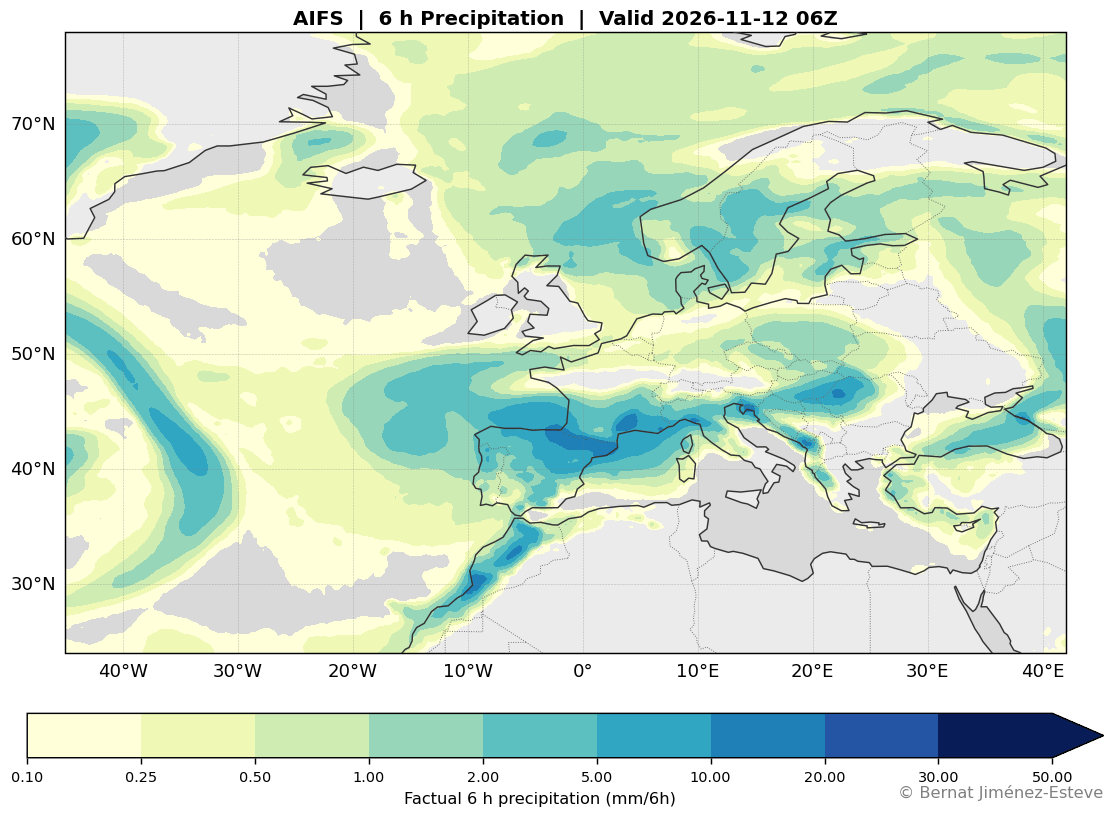 AIFS | 6 h Precipitation | Valid 2026-11-12 06Z
70°N
60°N
50°N
40°N
30°N
40°W 30°W 20°W 10°W 0° 10°E 20°E 30°E 40°E
0.10 0.25 0.50 1.00 2.00 5.00 10.00 20.00 30.00 50.00
Factual 6 h precipitation (mm/6h)
© Bernat Jiménez-Esteve